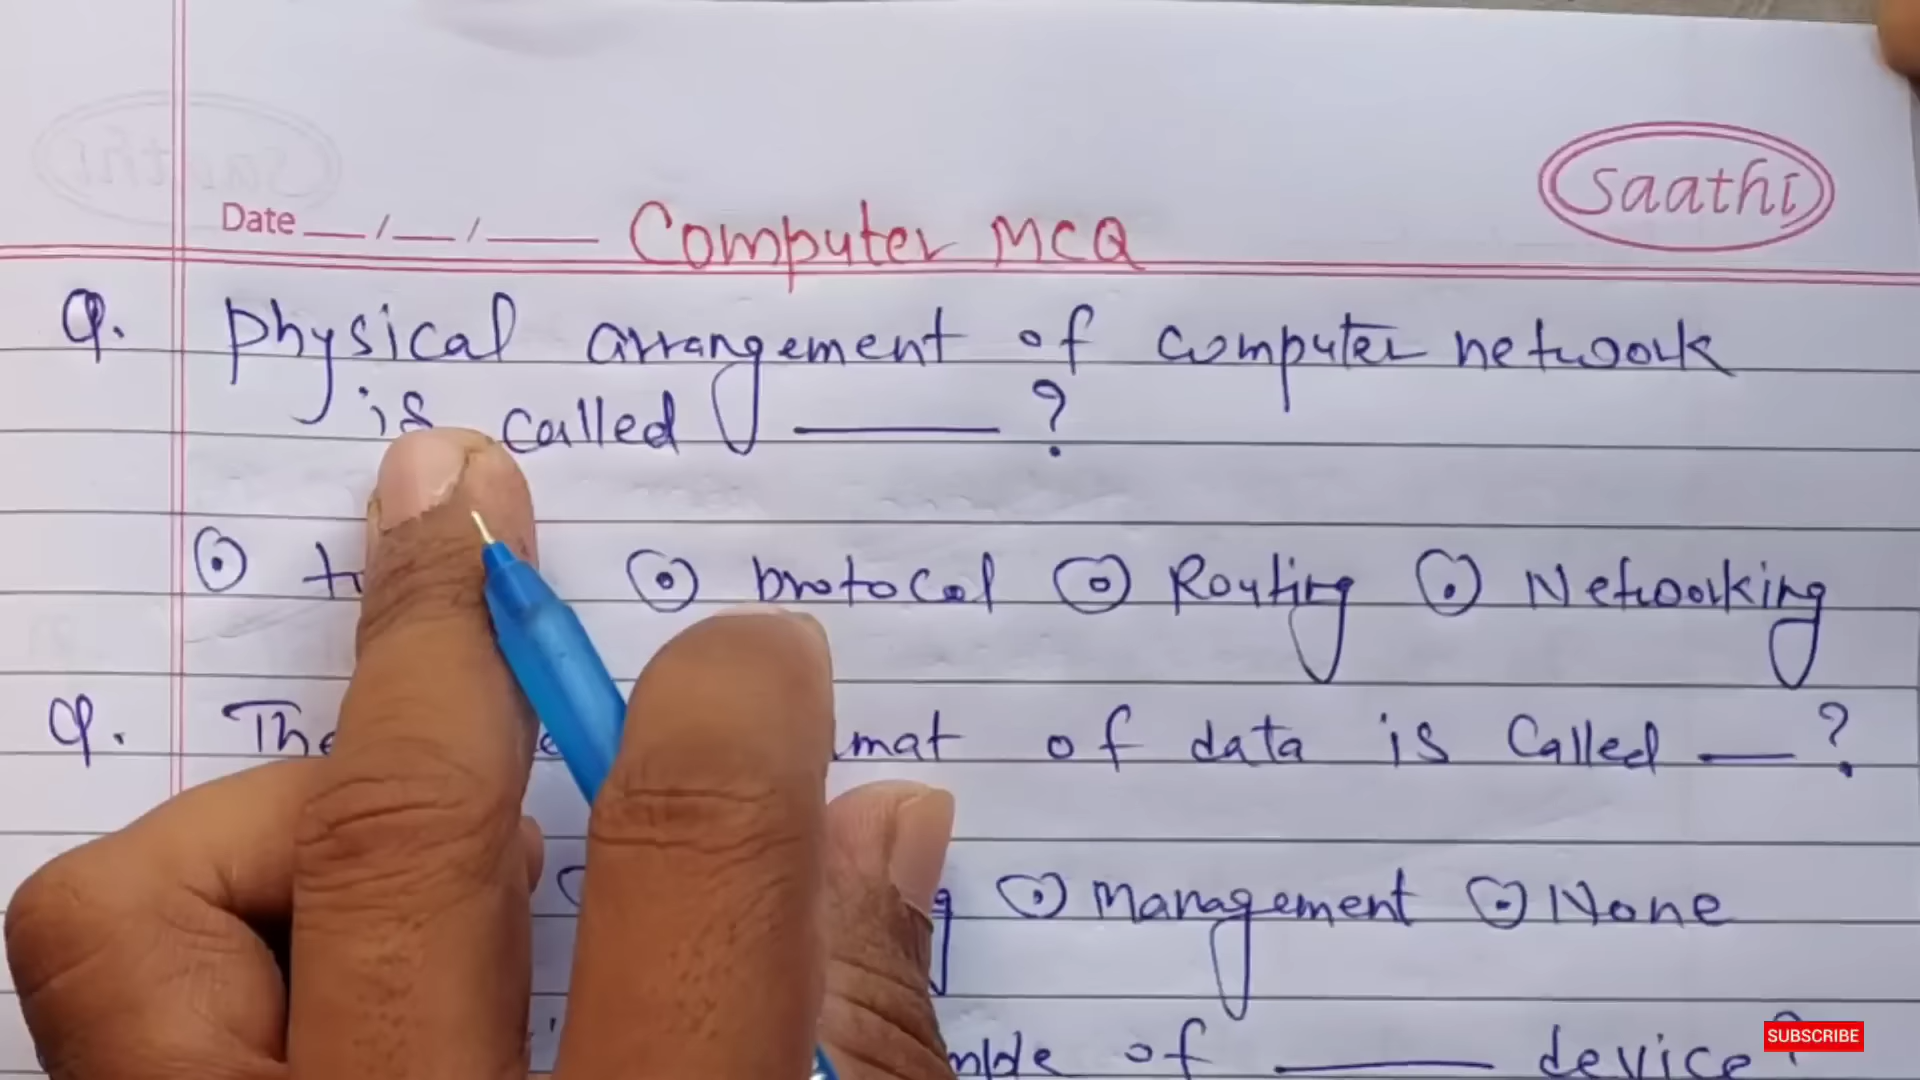 Saathi
Date __/__/____ Computer MCQ
Q. Physical arrangement of computer network
is called ____ ?
protocol Routing Networking
Q. The of data is Called __ ?
Management None
of ____ device?
SUBSCRIBE